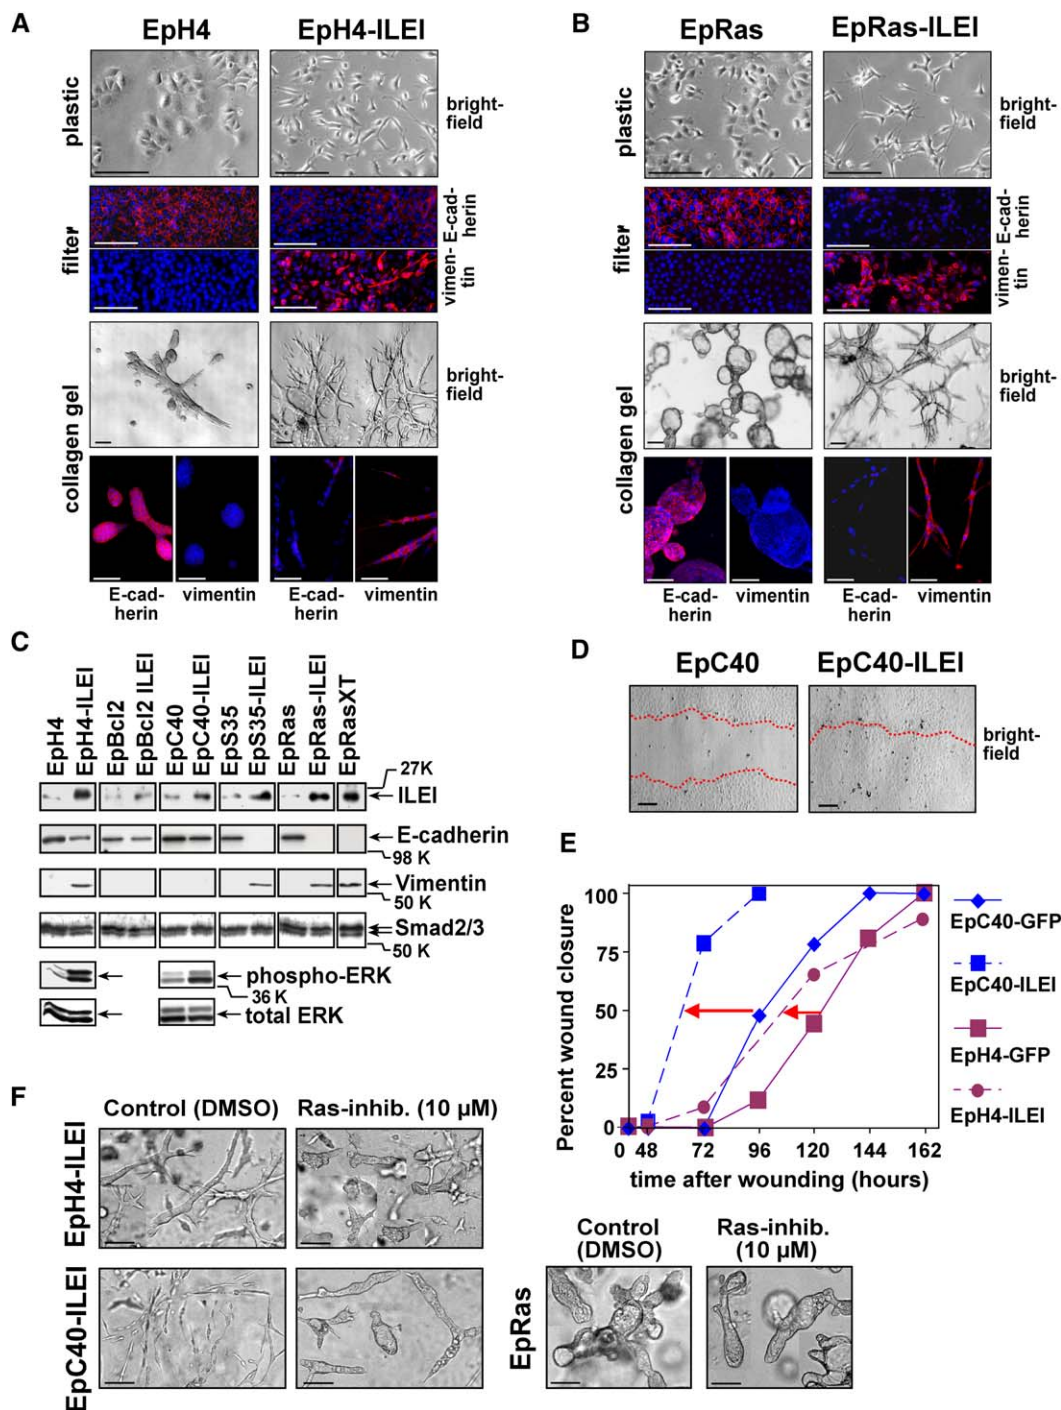 A
EpH4
EpH4-ILEI
plastic
bright-
field
filter
E-cad-
herin
vimen-
tin
collagen gel
bright-
field
E-cad-
herin
vimentin
E-cad-
herin
vimentin
B
EpRas
EpRas-ILEI
plastic
bright-
field
filter
E-cad-
herin
vimen-
tin
collagen gel
bright-
field
E-cad-
herin
vimentin
E-cad-
herin
vimentin
C
EpH4
EpH4-ILEI
EpBcl2
EpBcl2 ILEI
EpC40
EpC40-ILEI
EpS35
EpS35-ILEI
EpRas
EpRas-ILEI
EpRasXT
27K
ILEI
E-cadherin
98 K
Vimentin
50 K
Smad2/3
50 K
phospho-ERK
36 K
total ERK
D
EpC40
EpC40-ILEI
bright-
field
E
Percent wound closure
100
75
50
25
0
0 48 72 96 120 144 162
time after wounding (hours)
EpC40-GFP
EpC40-ILEI
EpH4-GFP
EpH4-ILEI
F
Control (DMSO)
Ras-inhib. (10 µM)
EpH4-ILEI
EpC40-ILEI
Control
(DMSO)
Ras-inhib.
(10 µM)
EpRas